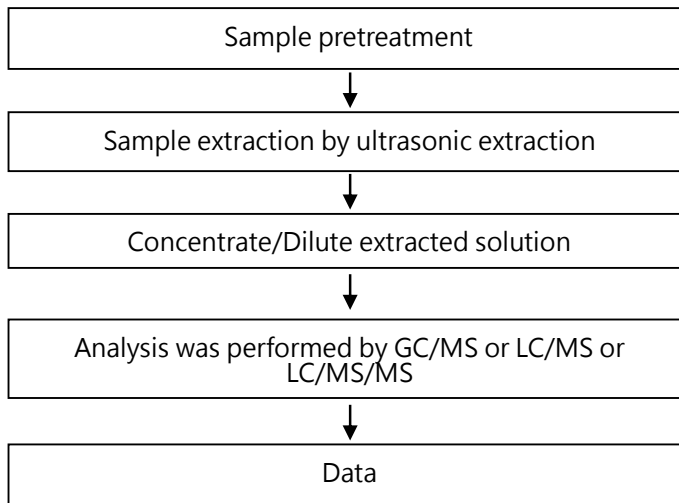 Sample pretreatment
Sample extraction by ultrasonic extraction
Concentrate/Dilute extracted solution
Analysis was performed by GC/MS or LC/MS or
LC/MS/MS
Data